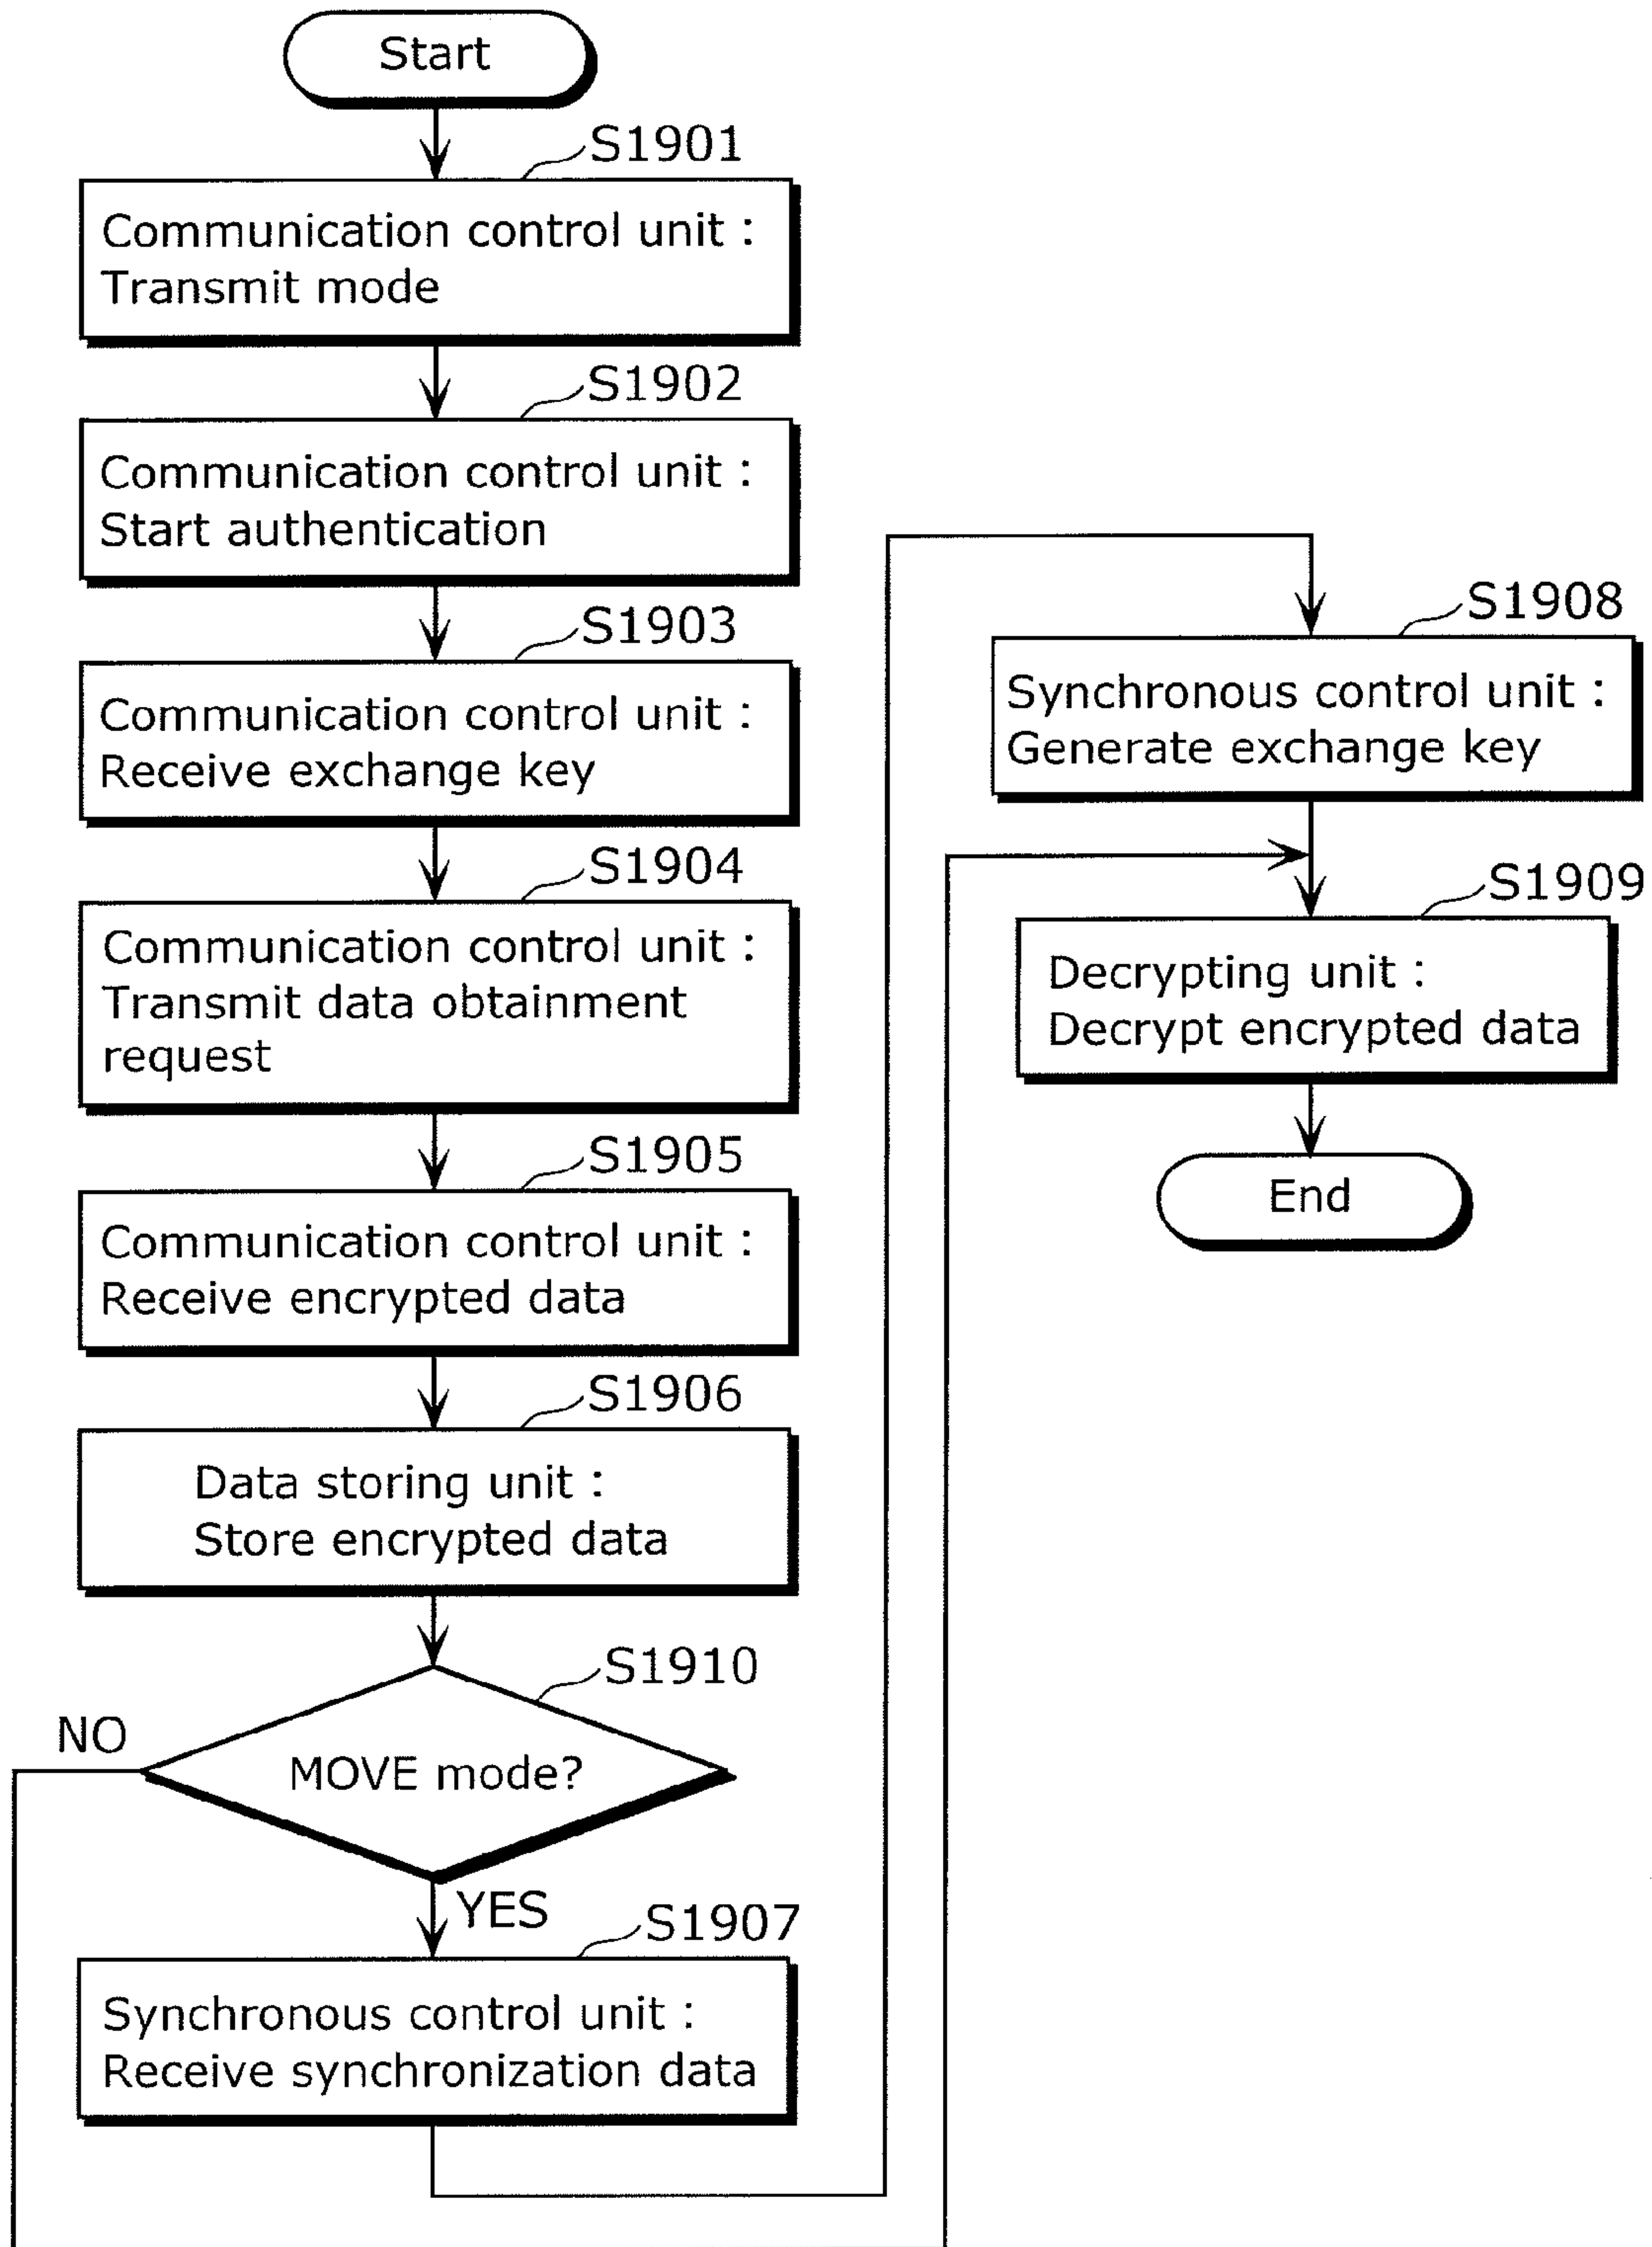 Start
S1901
Communication control unit :
Transmit mode
S1902
Communication control unit :
Start authentication
S1903
Communication control unit :
Receive exchange key
S1904
Communication control unit :
Transmit data obtainment
request
S1905
Communication control unit :
Receive encrypted data
S1906
Data storing unit :
Store encrypted data
S1910
NO
MOVE mode?
YES
S1907
Synchronous control unit :
Receive synchronization data
S1908
Synchronous control unit :
Generate exchange key
S1909
Decrypting unit :
Decrypt encrypted data
End